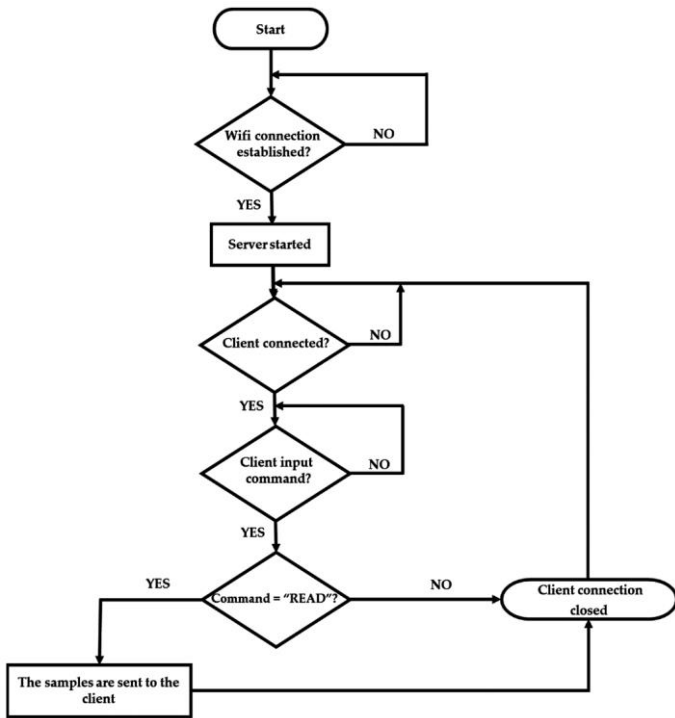 Start
Wifi connection
established?
NO
YES
Server started
Client connected?
NO
YES
Client input
command?
NO
YES
YES
Command = “READ”?
NO
Client connection
closed
The samples are sent to the
client